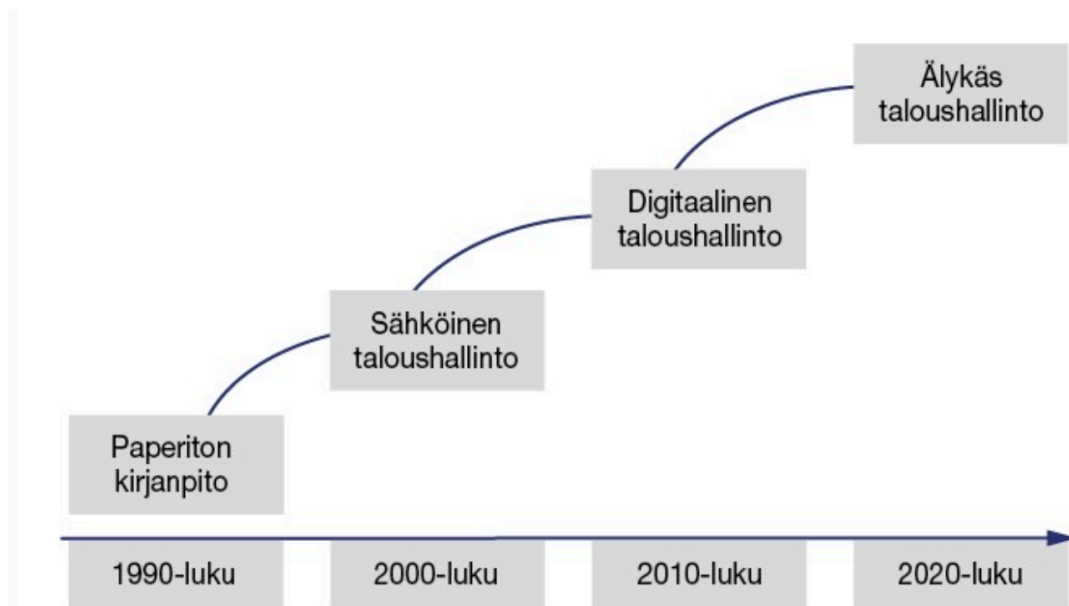 Älykäs
taloushallinto
Digitaalinen
taloushallinto
Sähköinen
taloushallinto
Paperiton
kirjanpito
1990-luku
2000-luku
2010-luku
2020-luku